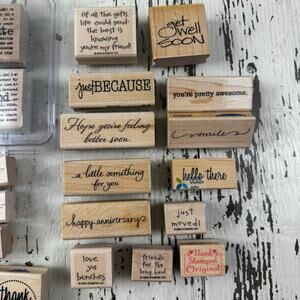 Of all the gifts
life could send
the best is
knowing
you're my friend!
get
well
SOON
just BECAUSE
you're pretty awesome.
Hope you're feeling
better soon.
smile
a little something
for you
hello there
happy anniversary
just
moved!
love you
bunches
friends
for the
long haul
Hand
Stamped
Original
thank